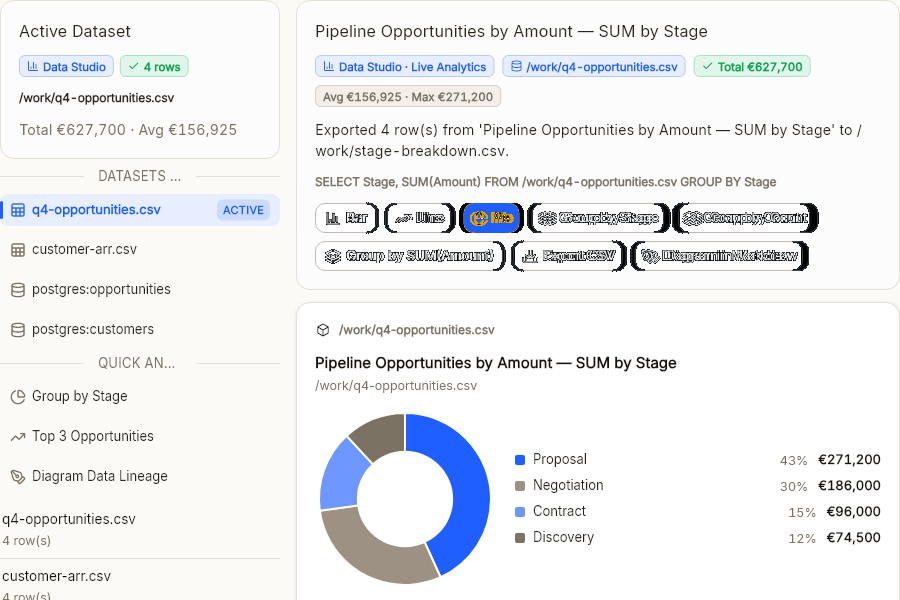 Active Dataset
Data Studio
4 rows
/work/q4-opportunities.csv
Total €627,700 · Avg €156,925
DATASETS ...
q4-opportunities.csv
ACTIVE
customer-arr.csv
postgres:opportunities
postgres:customers
QUICK AN...
Group by Stage
Top 3 Opportunities
Diagram Data Lineage
q4-opportunities.csv
4 row(s)
customer-arr.csv
4 row(s)
Pipeline Opportunities by Amount — SUM by Stage
Data Studio · Live Analytics
/work/q4-opportunities.csv
Total €627,700
Avg €156,925 · Max €271,200
Exported 4 row(s) from 'Pipeline Opportunities by Amount — SUM by Stage' to /
work/stage-breakdown.csv.
SELECT Stage, SUM(Amount) FROM /work/q4-opportunities.csv GROUP BY Stage
Bar
Line
Pie
Group by Stage
Group by Count
Group by SUM(Amount)
Export CSV
/work/q4-opportunities.csv
Pipeline Opportunities by Amount — SUM by Stage
/work/q4-opportunities.csv
Proposal 43% €271,200
Negotiation 30% €186,000
Contract 15% €96,000
Discovery 12% €74,500